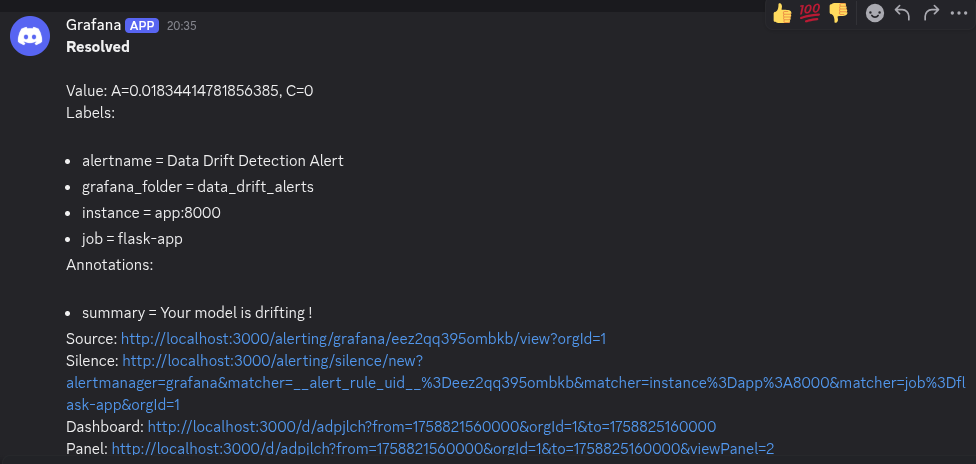 Grafana APP 20:35
Resolved
Value: A=0.01834414781856385, C=0
Labels:
• alertname = Data Drift Detection Alert
• grafana_folder = data_drift_alerts
• instance = app:8000
• job = flask-app
Annotations:
• summary = Your model is drifting !
Source: http://localhost:3000/alerting/grafana/eez2qq395ombkb/view?orgId=1
Silence: http://localhost:3000/alerting/silence/new?
alertmanager=grafana&matcher=__alert_rule_uid__%3Deez2qq395ombkb&matcher=instance%3Dapp%3A8000&matcher=job%3Dfl
ask-app&orgId=1
Dashboard: http://localhost:3000/d/adpjlch?from=1758821560000&orgId=1&to=1758825160000
Panel: http://localhost:3000/d/adpjlch?from=1758821560000&orgId=1&to=1758825160000&viewPanel=2